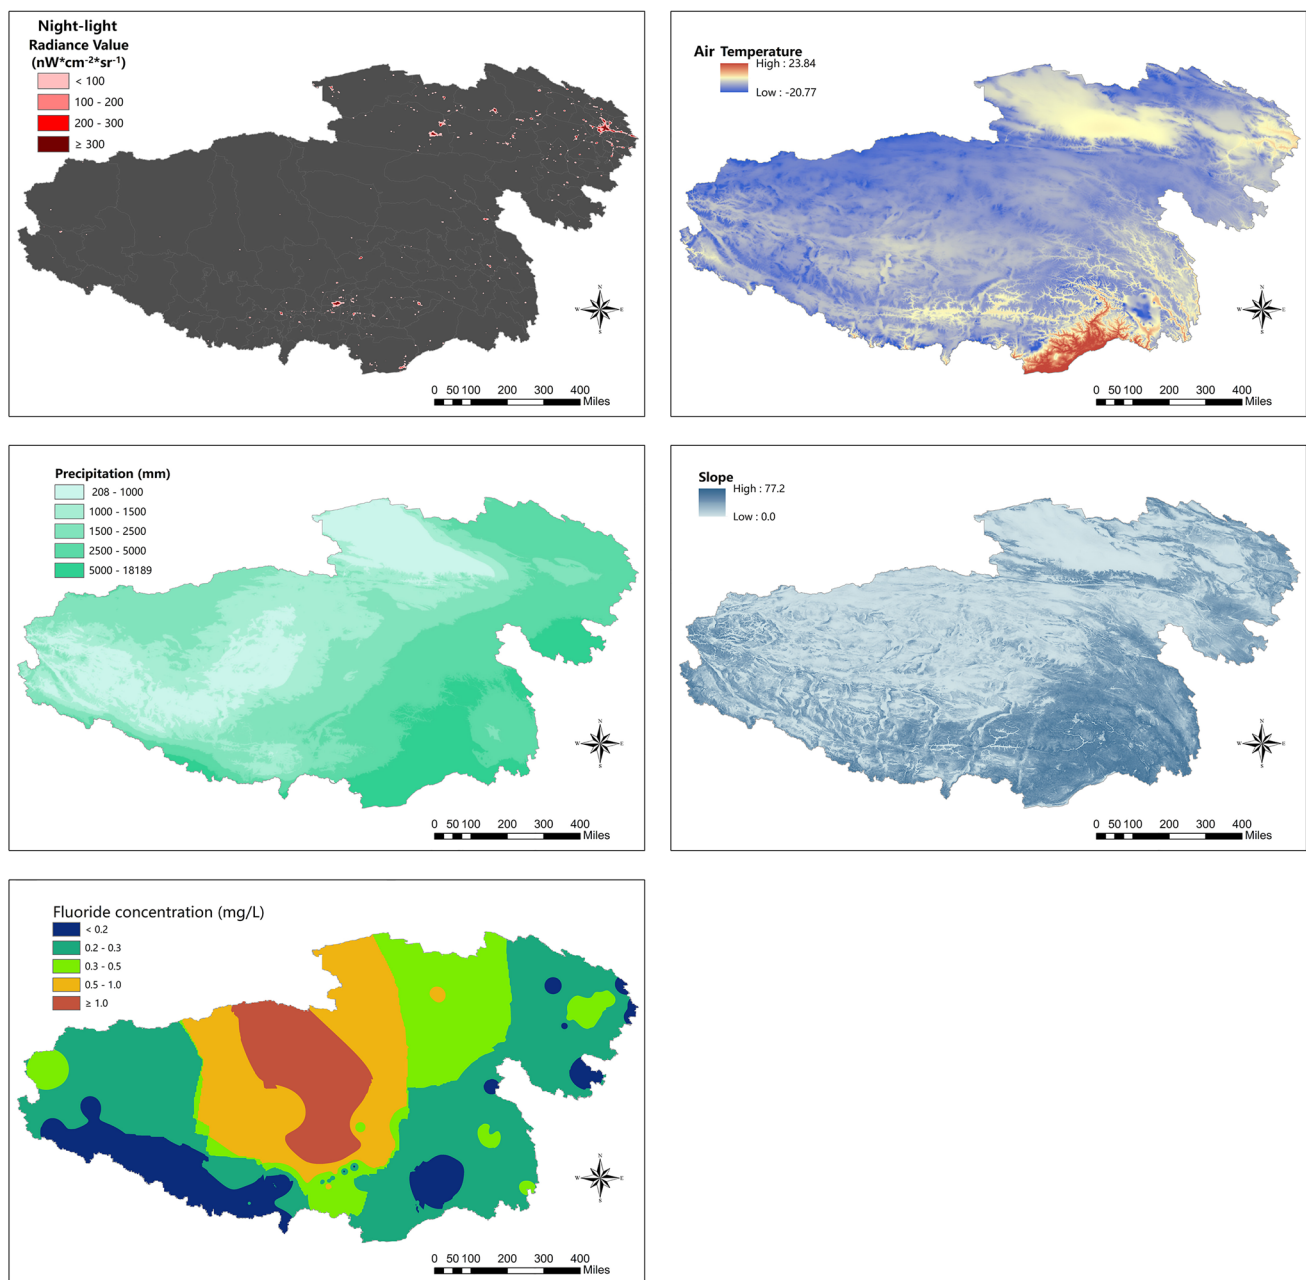 Night-light
Radiance Value
(nW*cm-2*sr-1)
< 100
100 - 200
200 - 300
≥ 300
N
W E
S
0 50 100 200 300 400
Miles
Air Temperature
High : 23.84
Low : -20.77
N
W E
S
0 50 100 200 300 400
Miles
Precipitation (mm)
208 - 1000
1000 - 1500
1500 - 2500
2500 - 5000
5000 - 18189
N
W E
S
0 50 100 200 300 400
Miles
Slope
High : 77.2
Low : 0.0
N
W E
S
0 50 100 200 300 400
Miles
Fluoride concentration (mg/L)
< 0.2
0.2 - 0.3
0.3 - 0.5
0.5 - 1.0
≥ 1.0
N
W E
S
0 50 100 200 300 400
Miles